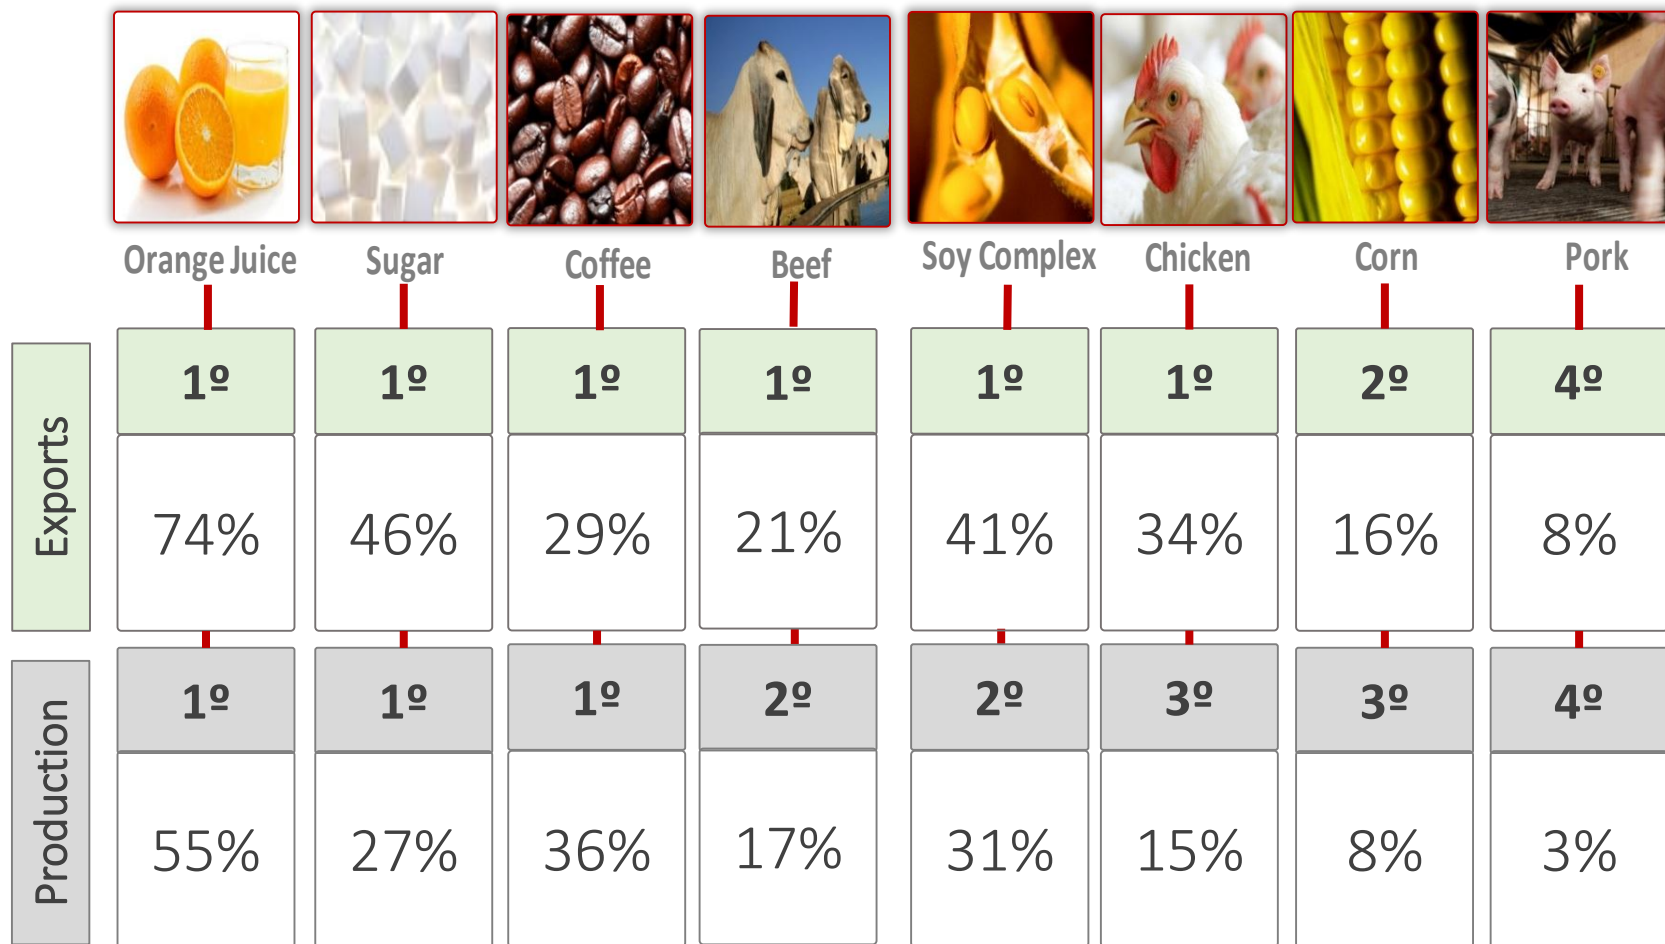 Orange Juice Sugar Coffee Beef Soy Complex Chicken Corn Pork
Exports
1º 1º 1º 1º 1º 1º 2º 4º
74% 46% 29% 21% 41% 34% 16% 8%
Production
1º 1º 1º 2º 2º 3º 3º 4º
55% 27% 36% 17% 31% 15% 8% 3%